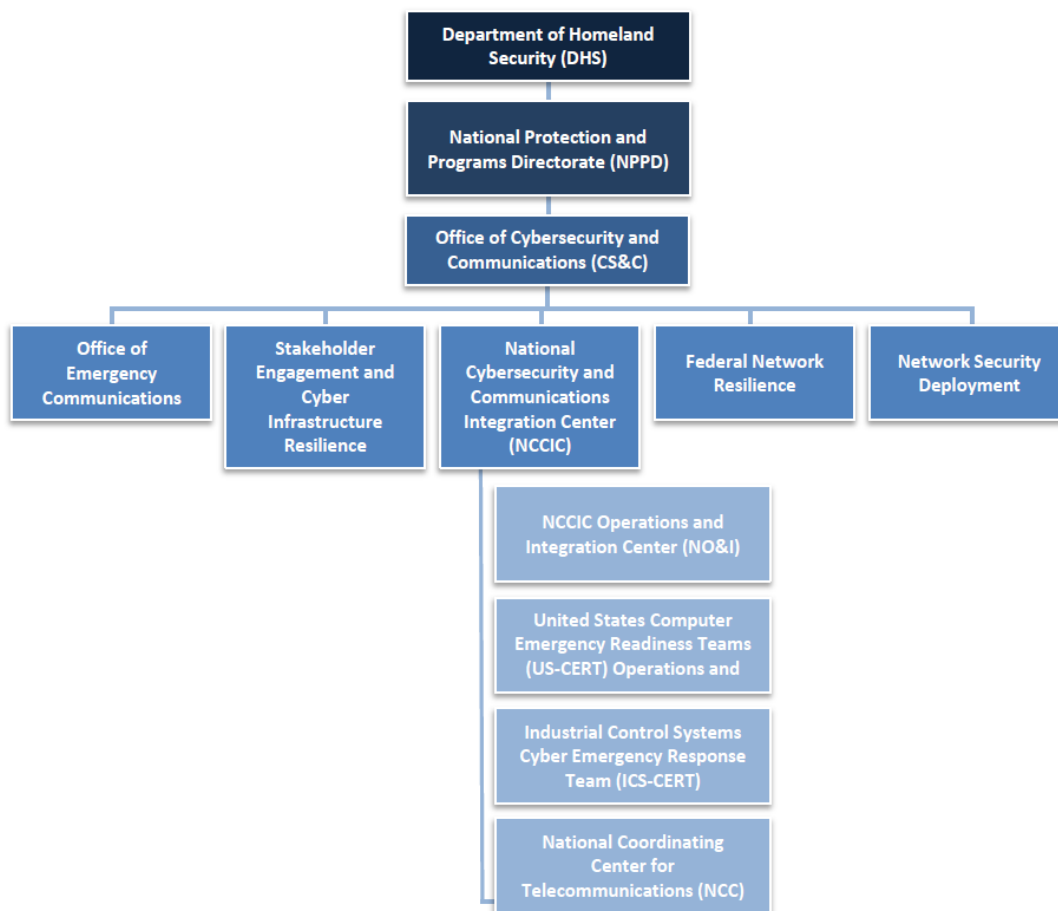 Department of Homeland
Security (DHS)
National Protection and
Programs Directorate (NPPD)
Office of Cybersecurity and
Communications (CS&C)
Office of
Emergency
Communications
Stakeholder
Engagement and
Cyber
Infrastructure
Resilience
National
Cybersecurity and
Communications
Integration Center
(NCCIC)
Federal Network
Resilience
Network Security
Deployment
NCCIC Operations and
Integration Center (NO&I)
United States Computer
Emergency Readiness Teams
(US-CERT) Operations and
Industrial Control Systems
Cyber Emergency Response
Team (ICS-CERT)
National Coordinating
Center for
Telecommunications (NCC)